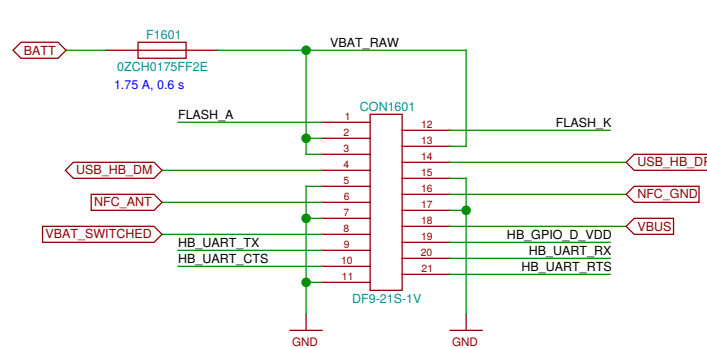 F1601
BATT
VBAT_RAW
0ZCH0175FF2E
1.75 A, 0.6 s
CON1601
FLASH_A
1
12
FLASH_K
2
13
3
14
USB_HB_DM
4
USB_HB_DP
5
15
NFC_ANT
6
16
NFC_GND
7
17
VBAT_SWITCHED
8
18
VBUS
HB_UART_TX
9
19
HB_GPIO_D_VDD
HB_UART_CTS
10
20
HB_UART_RX
11
21
HB_UART_RTS
DF9-21S-1V
GND
GND